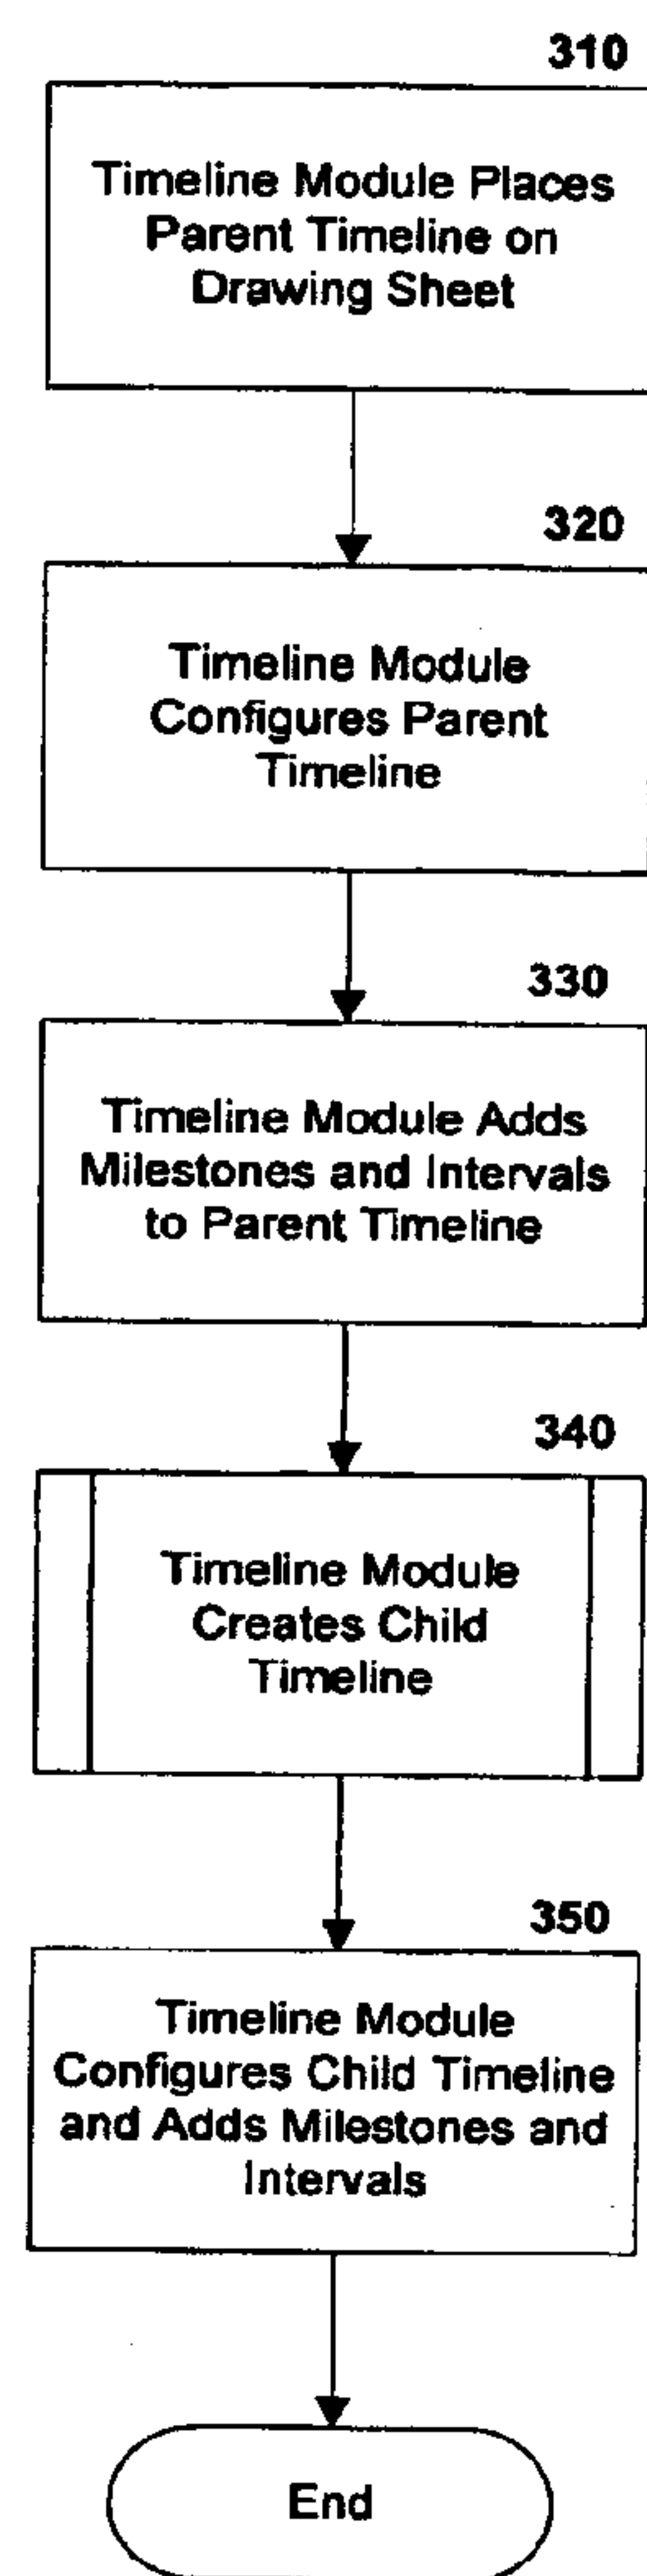 310
Timeline Module Places
Parent Timeline on
Drawing Sheet
320
Timeline Module
Configures Parent
Timeline
330
Timeline Module Adds
Milestones and Intervals
to Parent Timeline
340
Timeline Module
Creates Child
Timeline
350
Timeline Module
Configures Child Timeline
and Adds Milestones and
Intervals
End